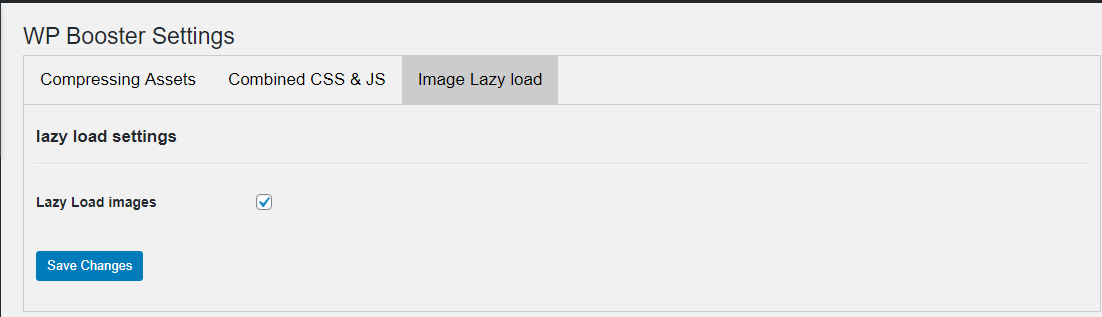 WP Booster Settings
Compressing Assets Combined CSS & JS Image Lazy load
lazy load settings
Lazy Load images
Save Changes